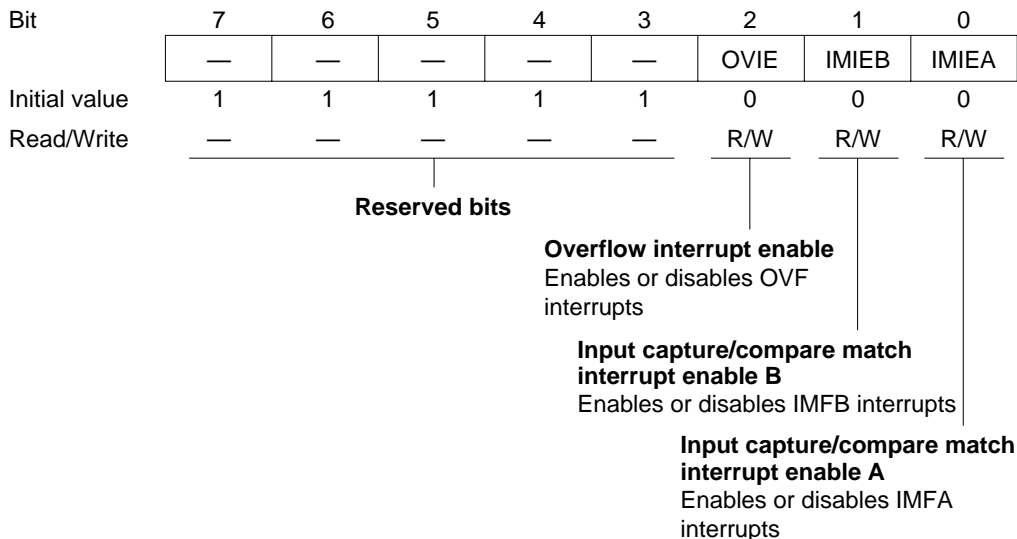 Bit 7 6 5 4 3 2 1 0
— — — — — OVIE IMIEB IMIEA
Initial value 1 1 1 1 1 0 0 0
Read/Write — — — — — R/W R/W R/W
Reserved bits
Overflow interrupt enable
Enables or disables OVF
interrupts
Input capture/compare match
interrupt enable B
Enables or disables IMFB interrupts
Input capture/compare match
interrupt enable A
Enables or disables IMFA
interrupts